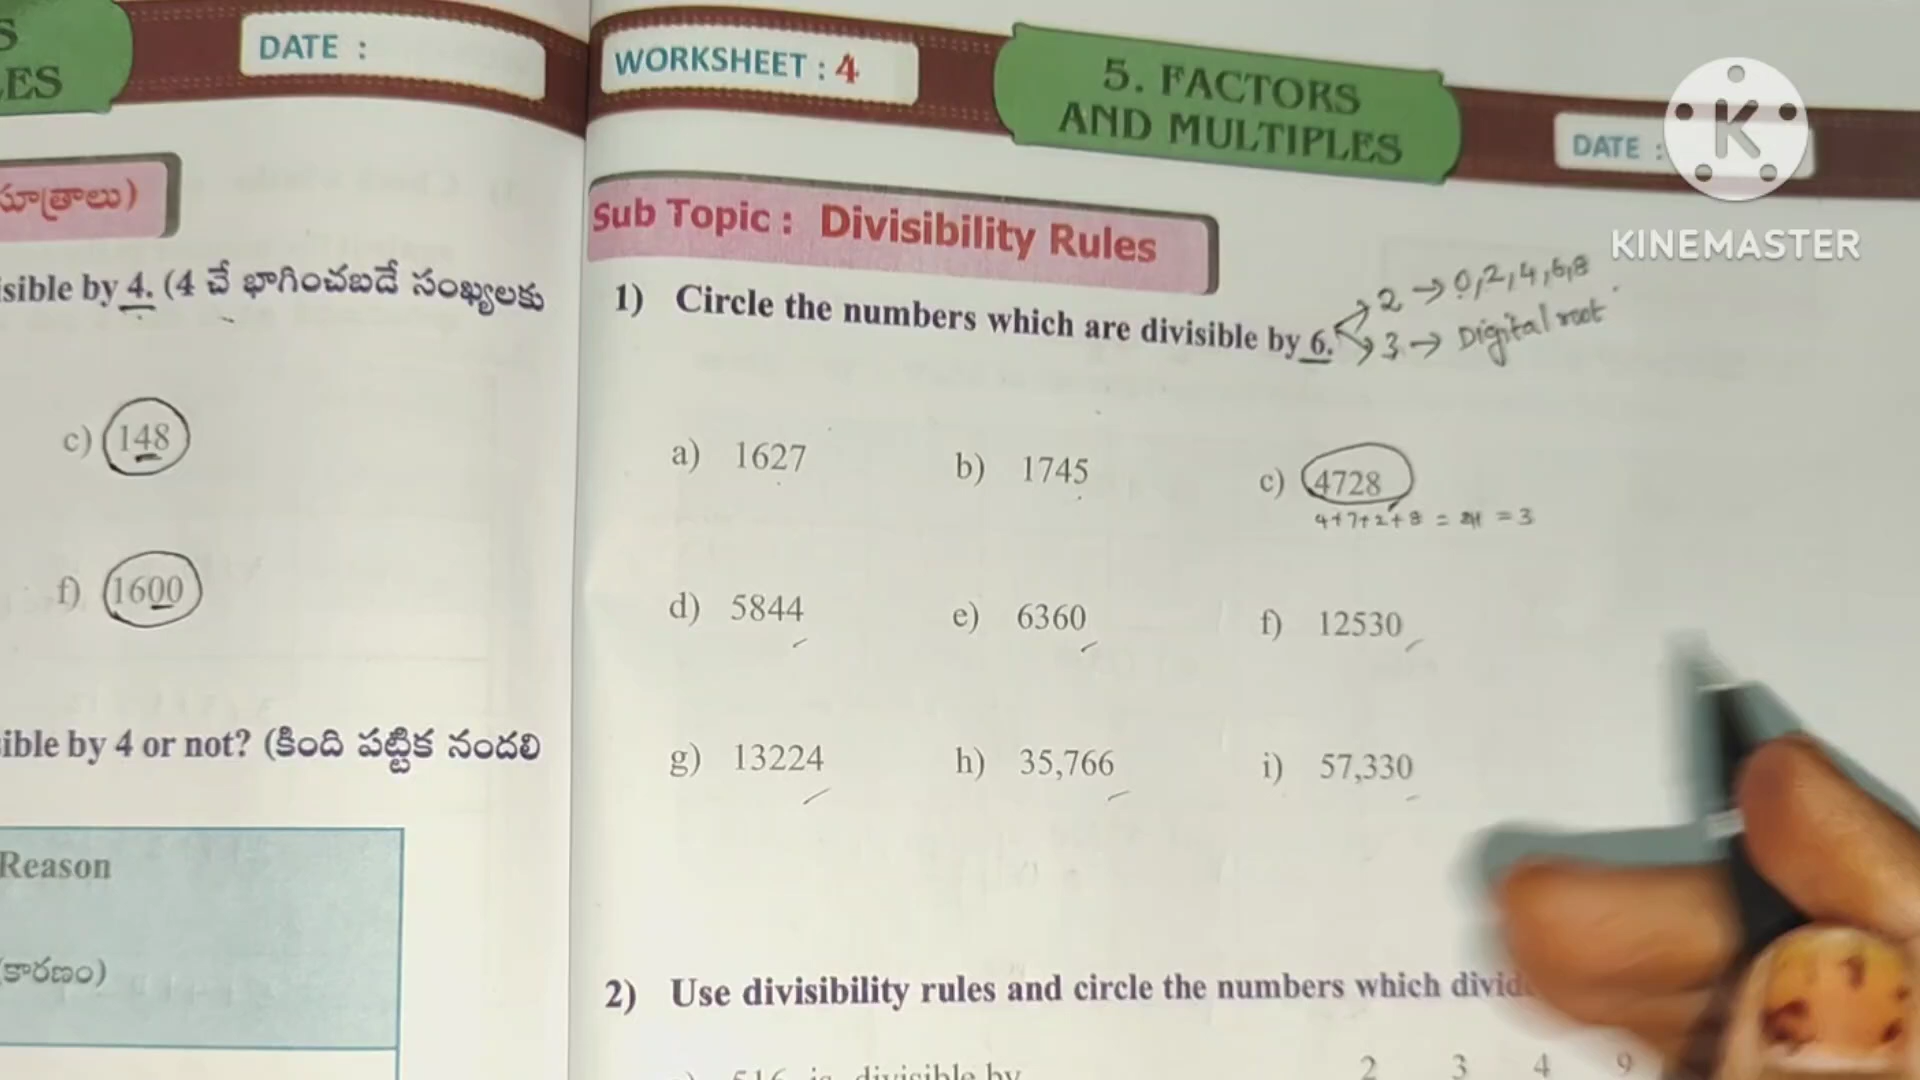 S
ES
DATE :
సూత్రాలు)
sible by 4. (4 చే భాగించబడే సంఖ్యలకు
c) 148
f) 1600
ible by 4 or not? (కింది పట్టిక నందలి
Reason
(కారణం)
WORKSHEET : 4
5. FACTORS
AND MULTIPLES
DATE :
KINEMASTER
Sub Topic : Divisibility Rules
1) Circle the numbers which are divisible by 6.
2 → 0,2,4,6,8
3 → Digital root
a) 1627 b) 1745 c) 4728
4+7+2+8 = 21 = 3
d) 5844 e) 6360 f) 12530
g) 13224 h) 35,766 i) 57,330
2) Use divisibility rules and circle the numbers which divid
516 is divisible by 2 3 4 9